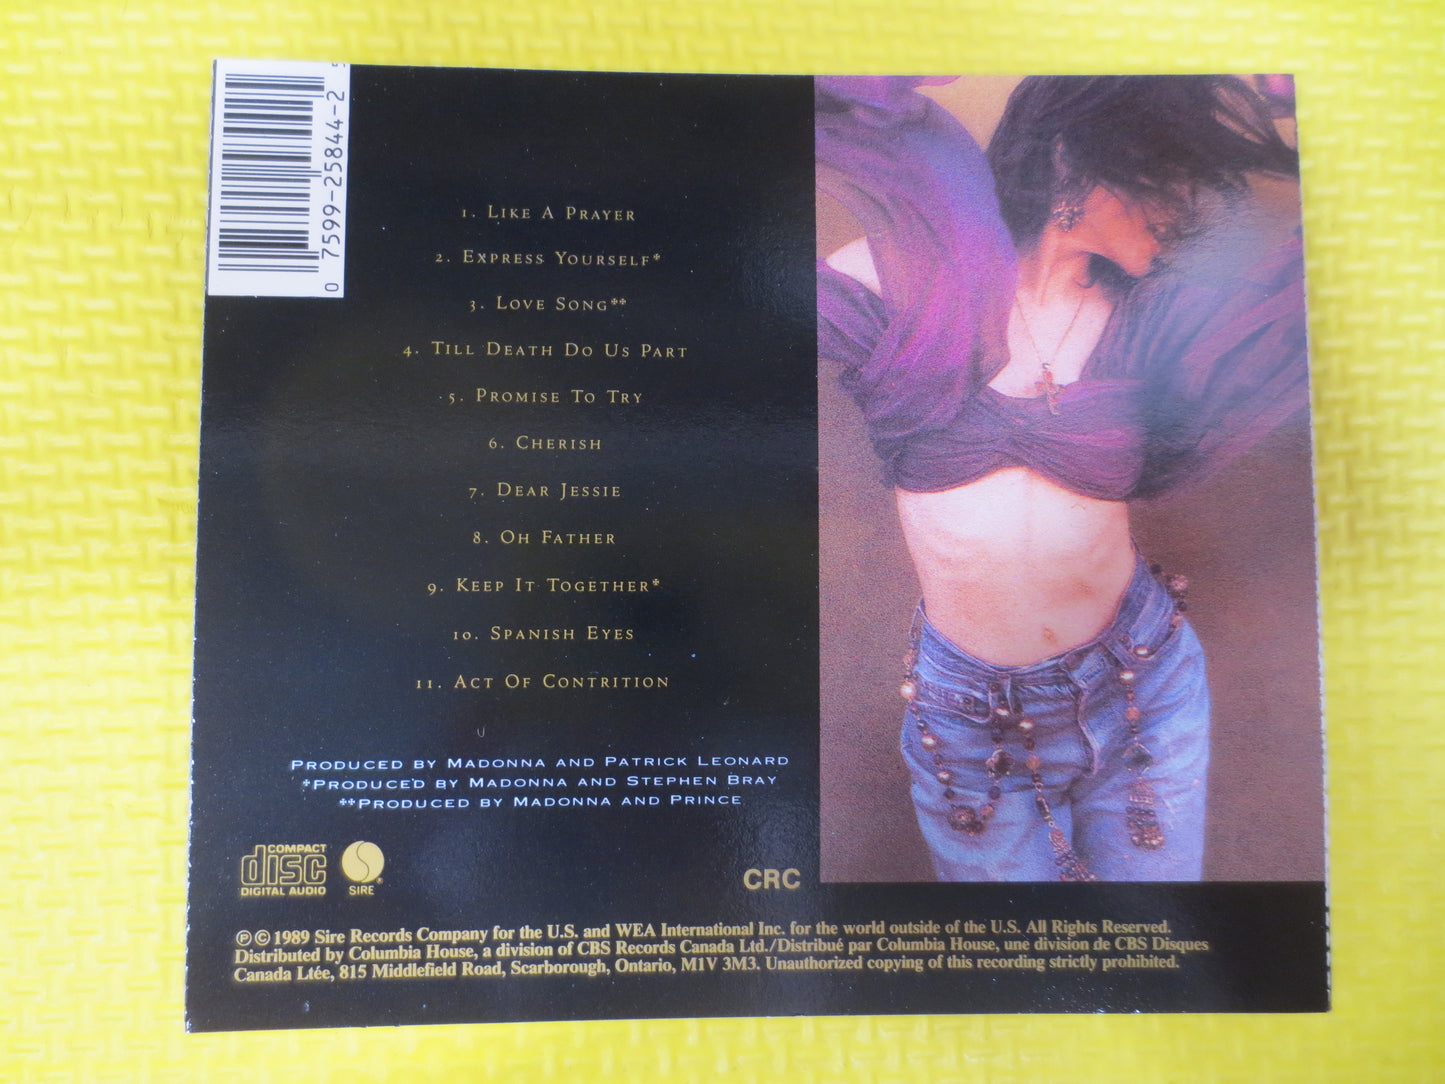 0 7599-25844-2 5
1. Like A Prayer
2. Express Yourself*
3. Love Song**
4. Till Death Do Us Part
5. Promise To Try
6. Cherish
7. Dear Jessie
8. Oh Father
9. Keep It Together*
10. Spanish Eyes
11. Act Of Contrition
Produced by Madonna and Patrick Leonard
*Produced by Madonna and Stephen Bray
**Produced by Madonna and Prince
COMPACT
disc
DIGITAL AUDIO
S
SIRE®
CRC
℗ © 1989 Sire Records Company for the U.S. and WEA International Inc. for the world outside of the U.S. All Rights Reserved.
Distributed by Columbia House, a division of CBS Records Canada Ltd./Distribué par Columbia House, une division de CBS Disques
Canada Ltée, 815 Middlefield Road, Scarborough, Ontario, M1V 3M3. Unauthorized copying of this recording strictly prohibited.